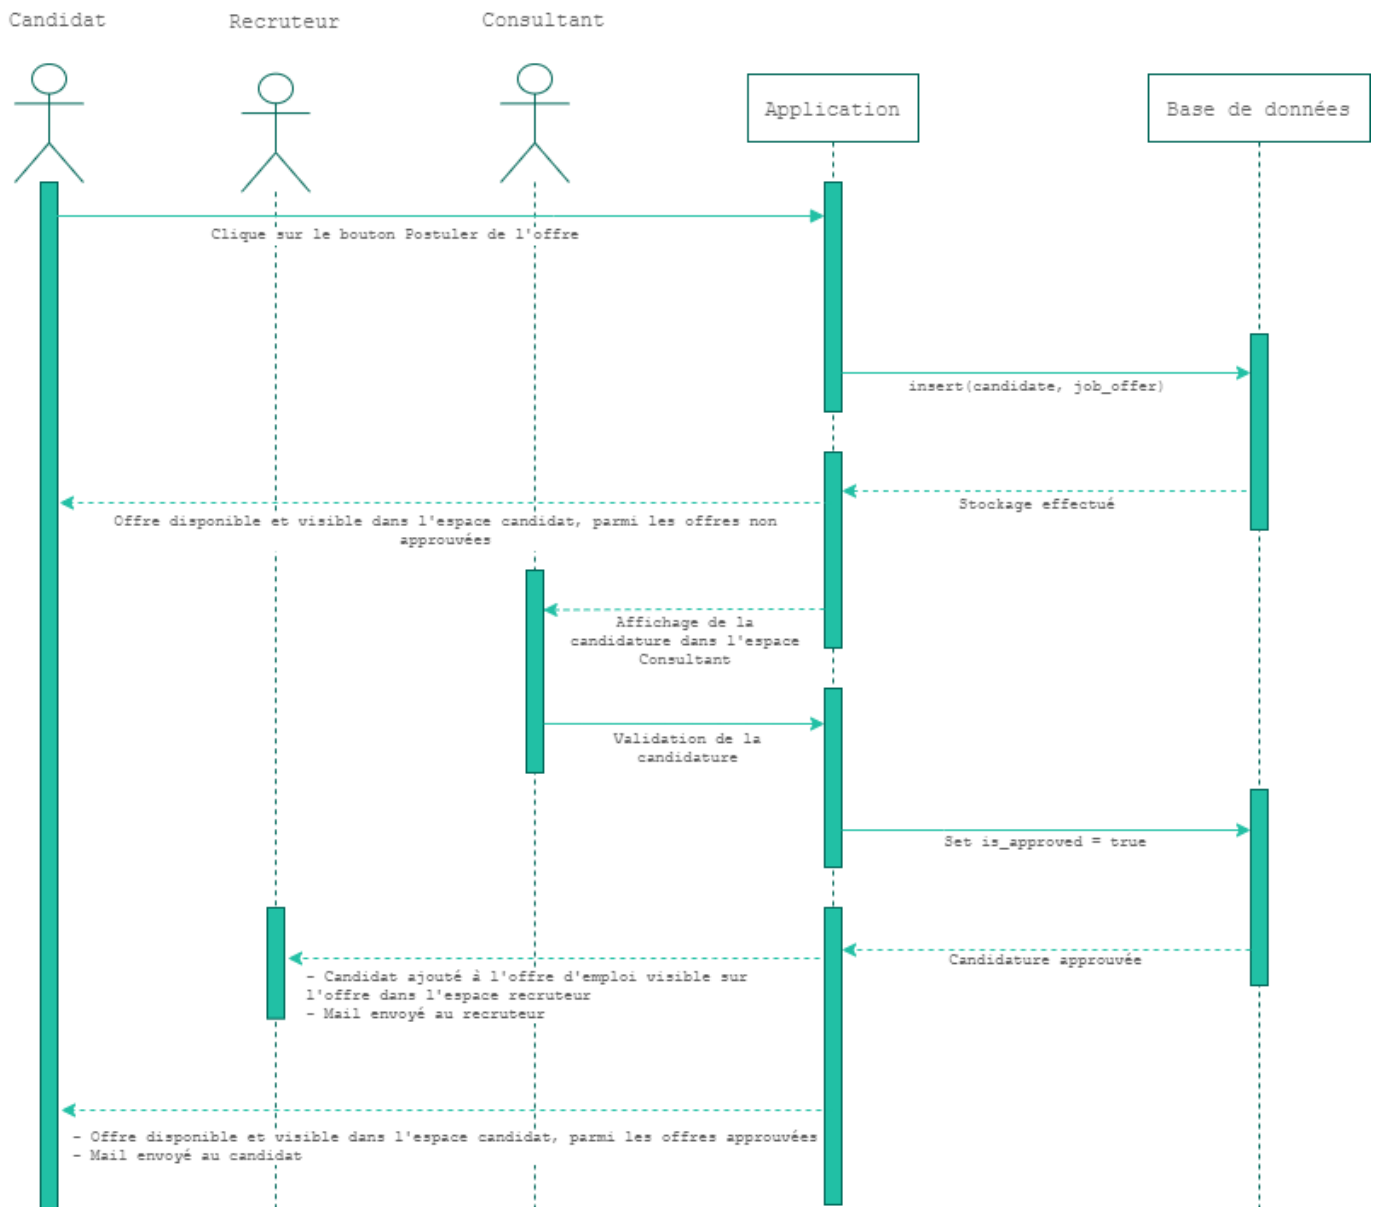 Candidat
Recruteur
Consultant
Application
Base de données
Clique sur le bouton Postuler de l'offre
insert(candidate, job_offer)
Stockage effectué
Offre disponible et visible dans l'espace candidat, parmi les offres non
approuvées
Affichage de la
candidature dans l'espace
Consultant
Validation de la
candidature
Set is_approved = true
Candidature approuvée
- Candidat ajouté à l'offre d'emploi visible sur
l'offre dans l'espace recruteur
- Mail envoyé au recruteur
- Offre disponible et visible dans l'espace candidat, parmi les offres approuvées
- Mail envoyé au candidat